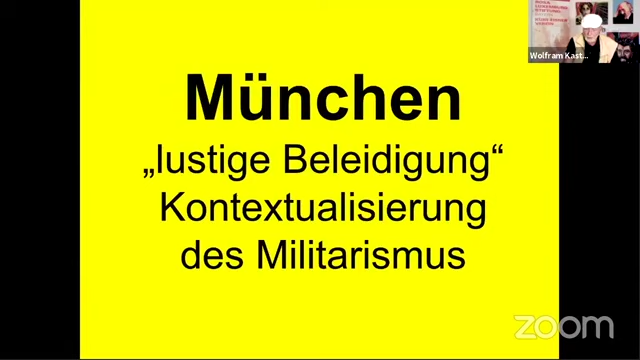 München
„lustige Beleidigung“
Kontextualisierung
des Militarismus
Wolfram Kast...
zoom